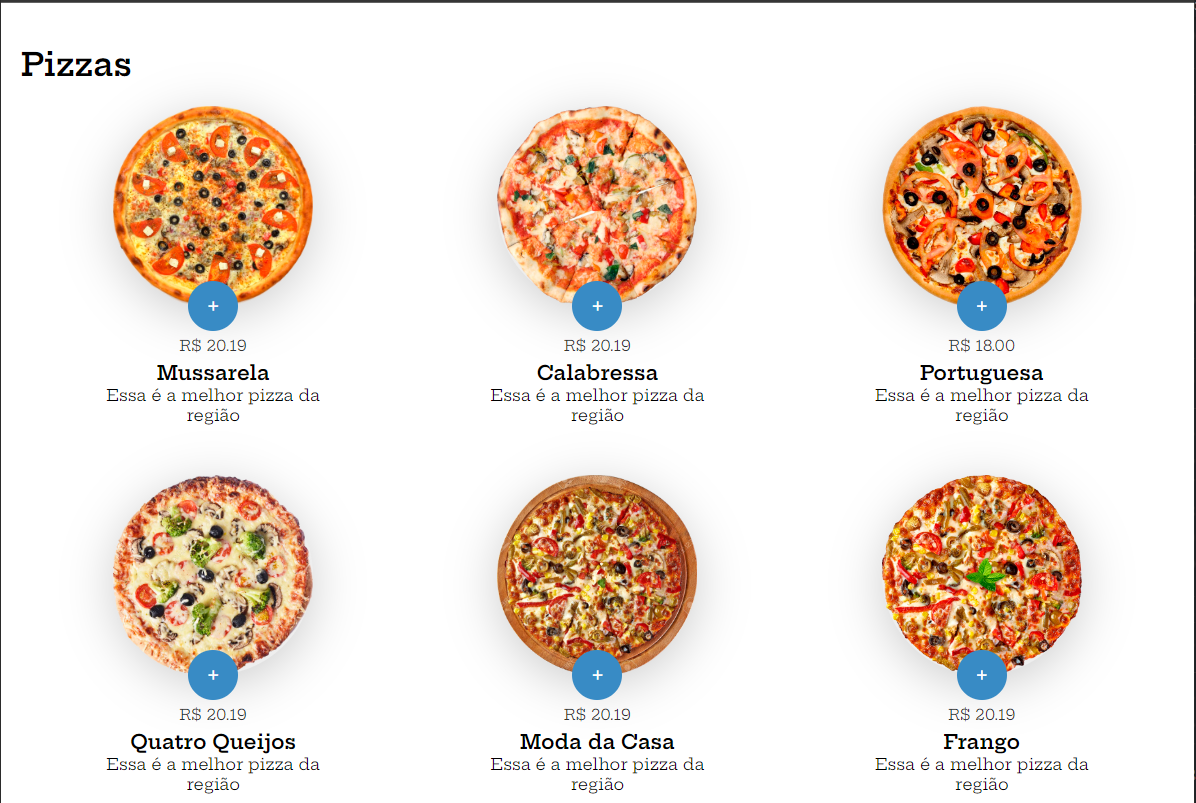 Pizzas
+
+
+
R$ 20.19
R$ 20.19
R$ 18.00
Mussarela
Calabressa
Portuguesa
Essa é a melhor pizza da
região
Essa é a melhor pizza da
região
Essa é a melhor pizza da
região
+
+
+
R$ 20.19
R$ 20.19
R$ 20.19
Quatro Queijos
Moda da Casa
Frango
Essa é a melhor pizza da
região
Essa é a melhor pizza da
região
Essa é a melhor pizza da
região